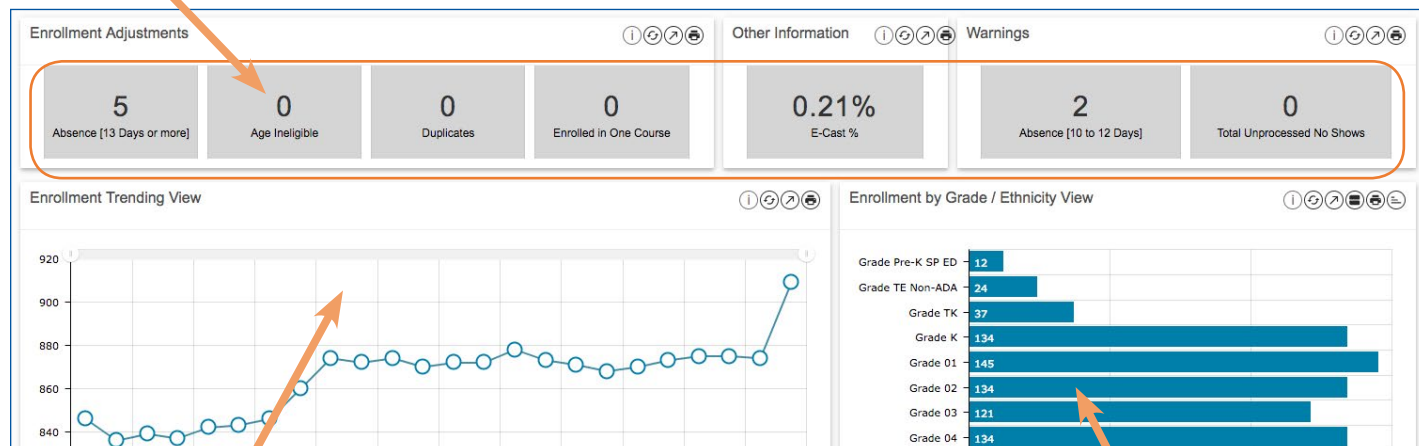 Enrollment Adjustments
Other Information
Warnings
5
Absence [13 Days or more]
0
Age Ineligible
0
Duplicates
0
Enrolled in One Course
0.21%
E-Cast %
2
Absence [10 to 12 Days]
0
Total Unprocessed No Shows
Enrollment Trending View
920
900
880
860
840
Enrollment by Grade / Ethnicity View
Grade Pre-K SP ED 12
Grade TE Non-ADA 24
Grade TK 37
Grade K 134
Grade 01 145
Grade 02 134
Grade 03 121
Grade 04 134